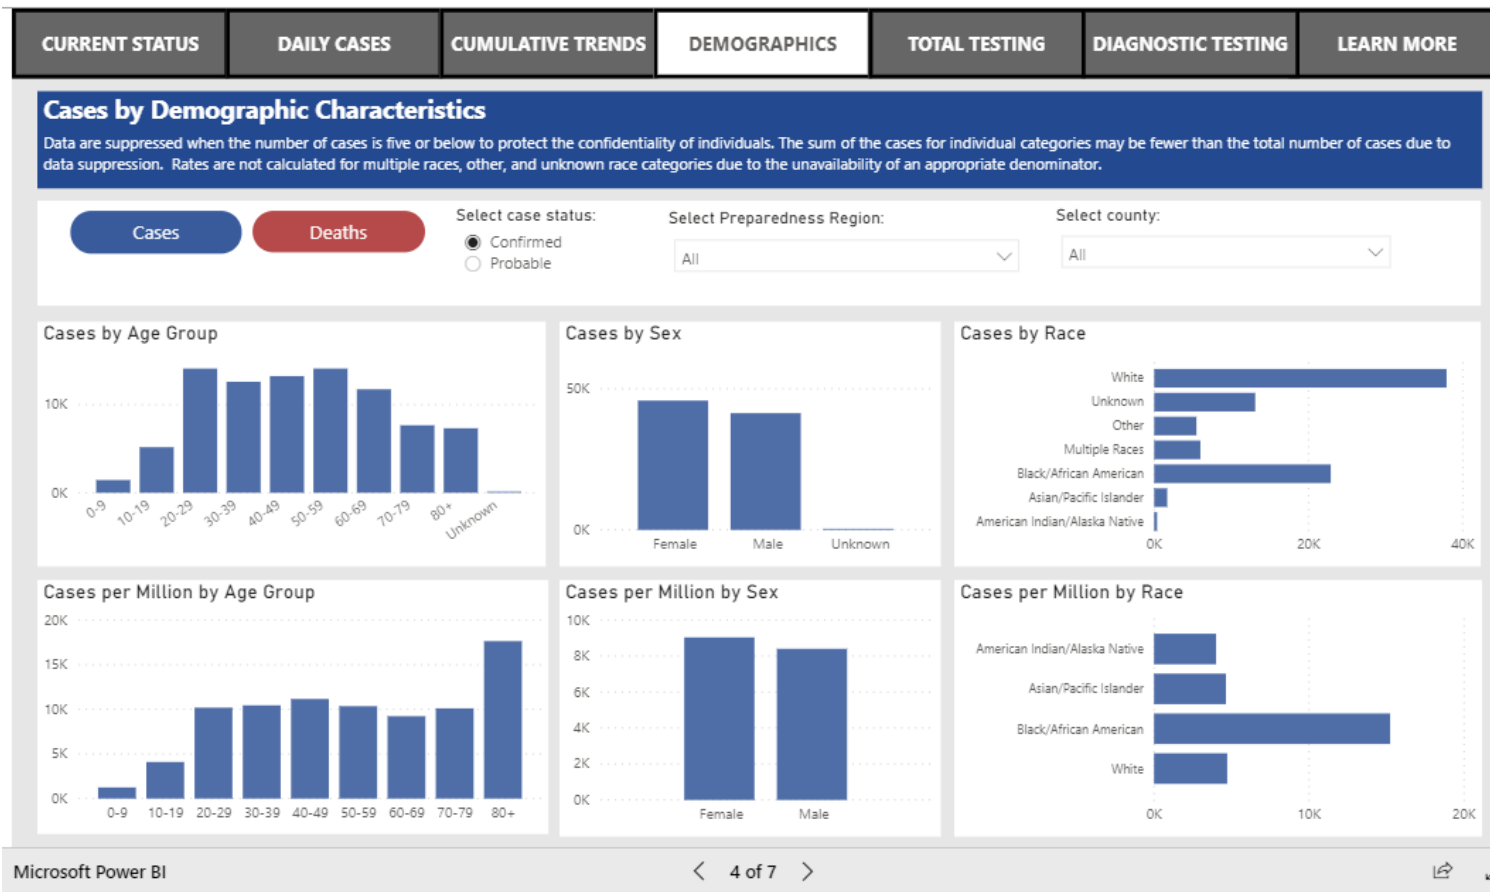 CURRENT STATUS
DAILY CASES
CUMULATIVE TRENDS
DEMOGRAPHICS
TOTAL TESTING
DIAGNOSTIC TESTING
LEARN MORE
Cases by Demographic Characteristics
Data are suppressed when the number of cases is five or below to protect the confidentiality of individuals. The sum of the cases for individual categories may be fewer than the total number of cases due to
data suppression. Rates are not calculated for multiple races, other, and unknown race categories due to the unavailability of an appropriate denominator.
Cases
Deaths
Select case status:
Confirmed
Probable
Select Preparedness Region:
All
Select county:
All
Cases by Age Group
10K
0K
0-9
10-19
20-29
30-39
40-49
50-59
60-69
70-79
80+
Unknown
Cases by Sex
50K
0K
Female
Male
Unknown
Cases by Race
White
Unknown
Other
Multiple Races
Black/African American
Asian/Pacific Islander
American Indian/Alaska Native
0K
20K
40K
Cases per Million by Age Group
20K
15K
10K
5K
0K
0-9
10-19
20-29
30-39
40-49
50-59
60-69
70-79
80+
Cases per Million by Sex
10K
8K
6K
4K
2K
0K
Female
Male
Cases per Million by Race
American Indian/Alaska Native
Asian/Pacific Islander
Black/African American
White
0K
10K
20K
Microsoft Power BI
4 of 7